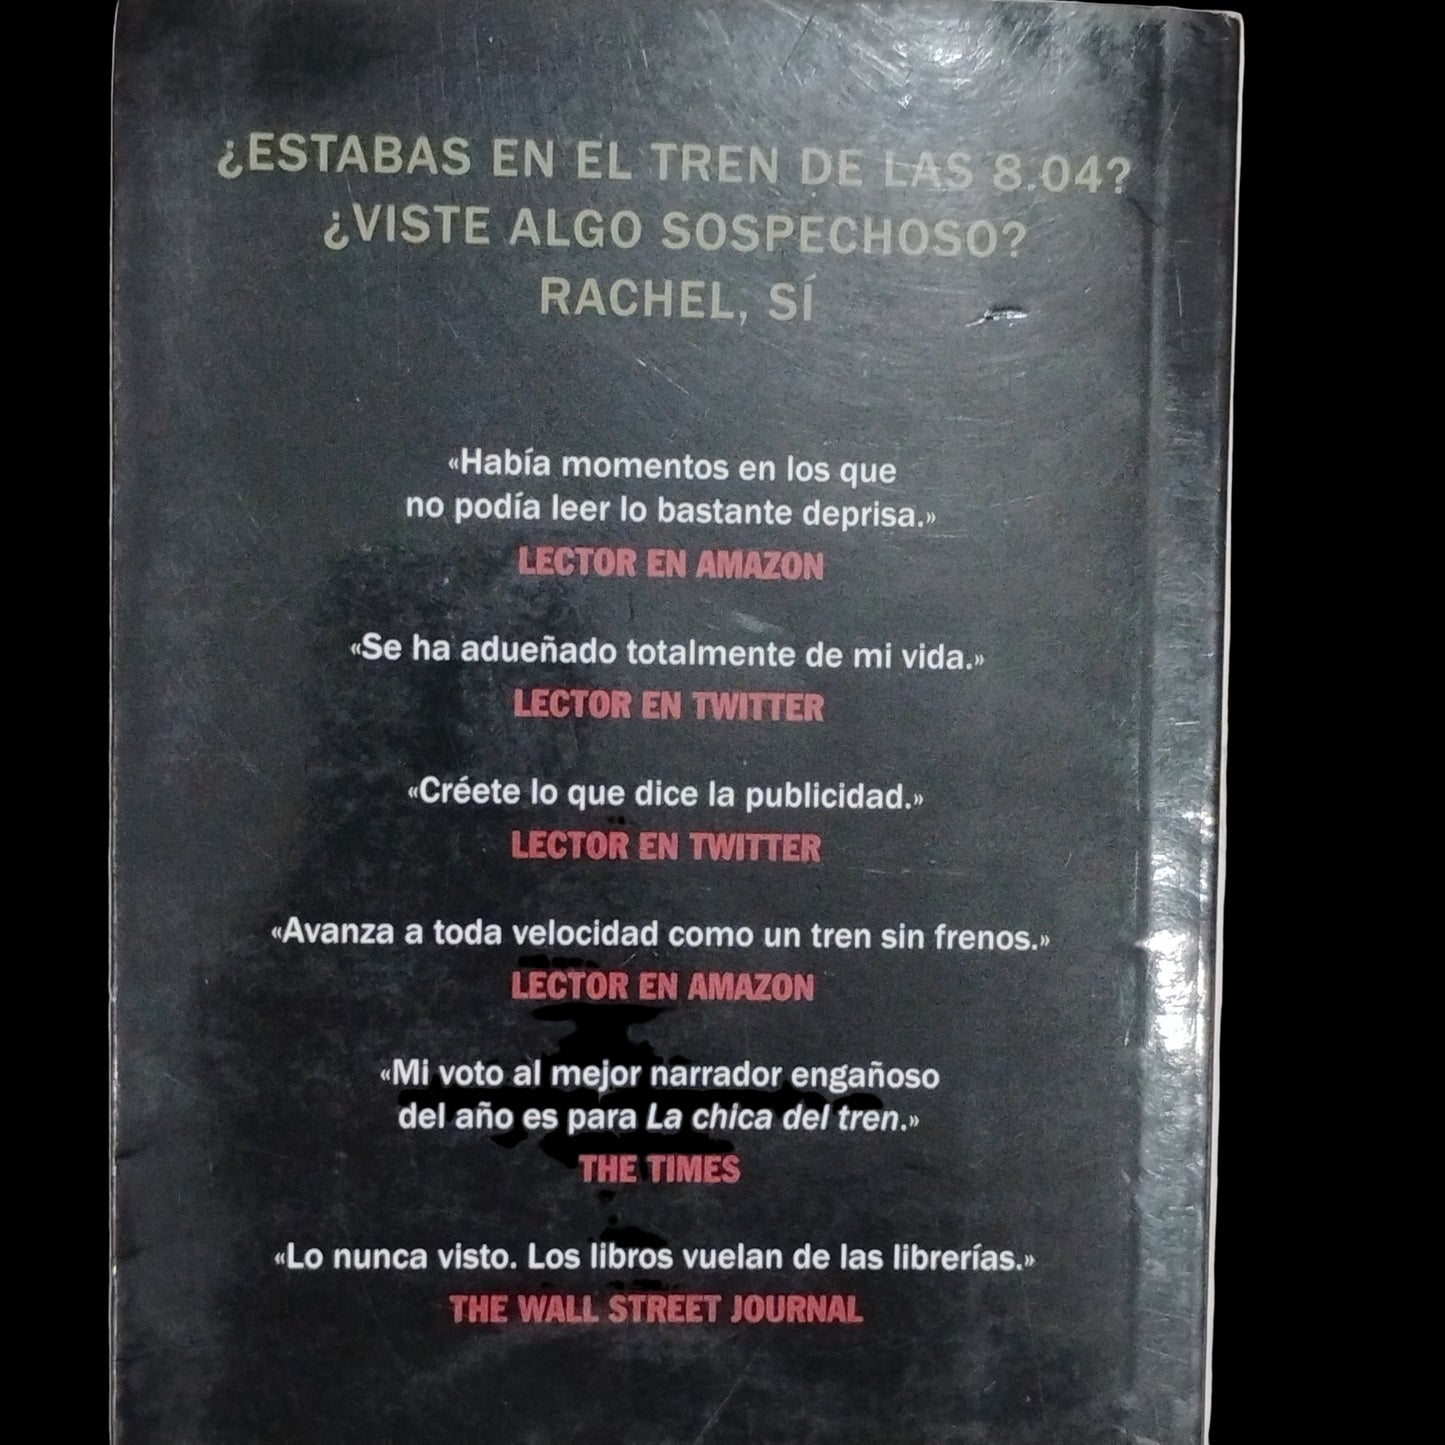 ¿ESTABAS EN EL TREN DE LAS 8.04?
¿VISTE ALGO SOSPECHOSO?
RACHEL, SÍ
«Había momentos en los que
no podía leer lo bastante deprisa.»
LECTOR EN AMAZON
«Se ha adueñado totalmente de mi vida.»
LECTOR EN TWITTER
«Créete lo que dice la publicidad.»
LECTOR EN TWITTER
«Avanza a toda velocidad como un tren sin frenos.»
LECTOR EN AMAZON
«Mi voto al mejor narrador engañoso
del año es para La chica del tren.»
THE TIMES
«Lo nunca visto. Los libros vuelan de las librerías.»
THE WALL STREET JOURNAL